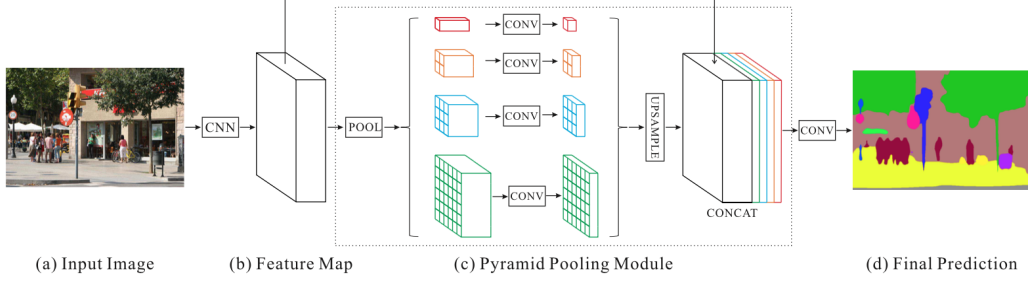 CNN
POOL
CONV
CONV
CONV
CONV
UPSAMPLE
CONCAT
CONV
(a) Input Image
(b) Feature Map
(c) Pyramid Pooling Module
(d) Final Prediction